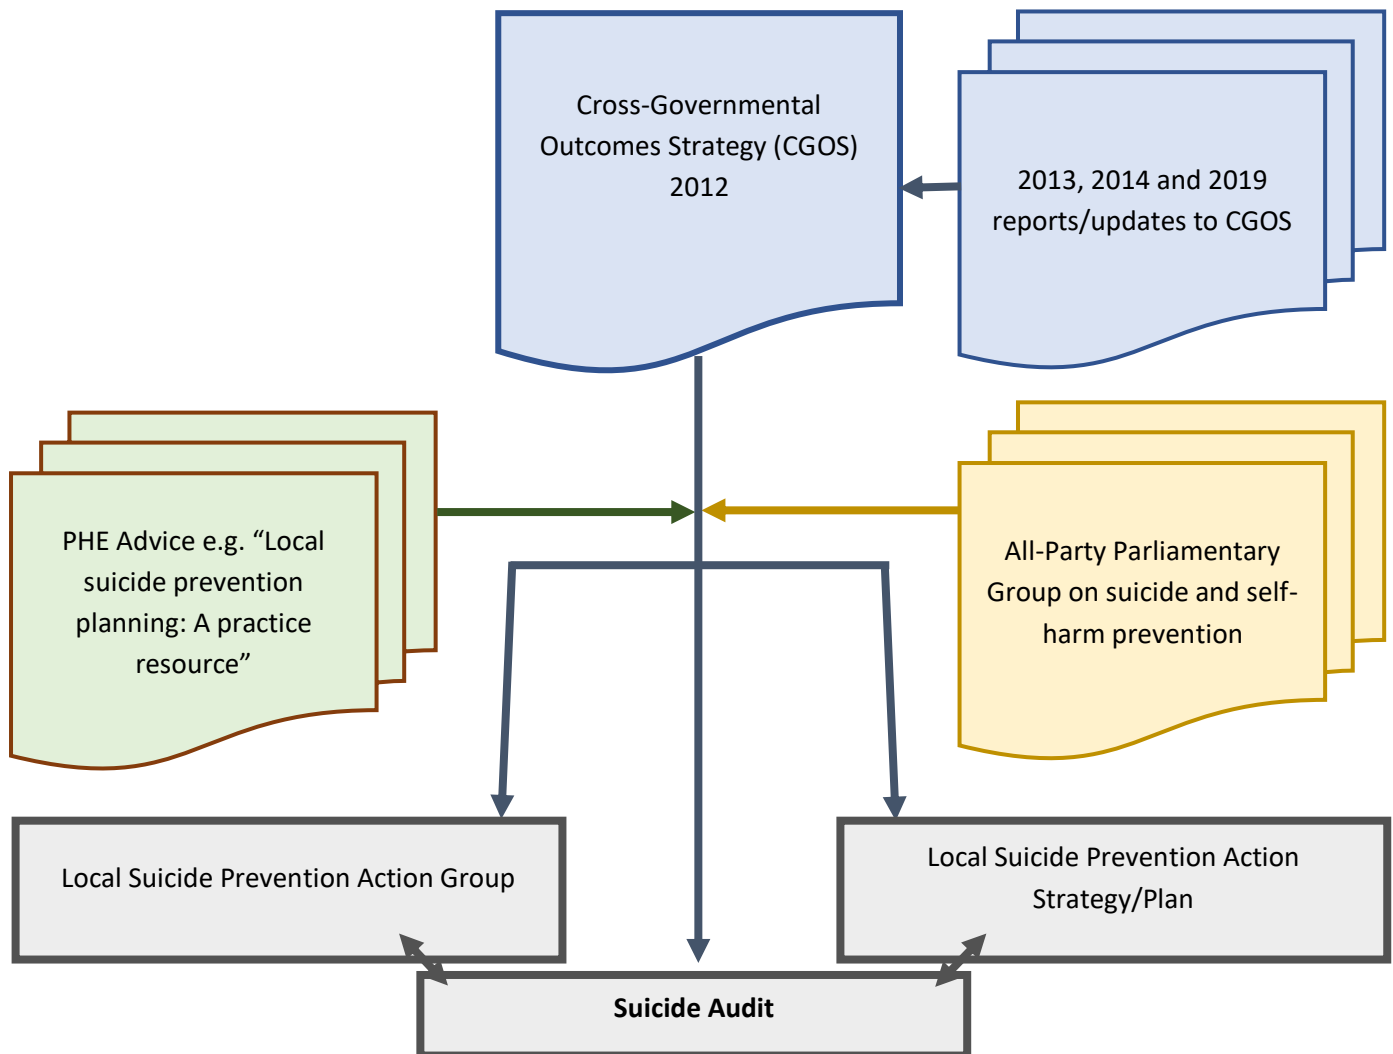 Cross-Governmental
Outcomes Strategy (CGOS)
2012
2013, 2014 and 2019
reports/updates to CGOS
PHE Advice e.g. “Local
suicide prevention
planning: A practice
resource”
All-Party Parliamentary
Group on suicide and self-
harm prevention
Local Suicide Prevention Action Group
Local Suicide Prevention Action
Strategy/Plan
Suicide Audit